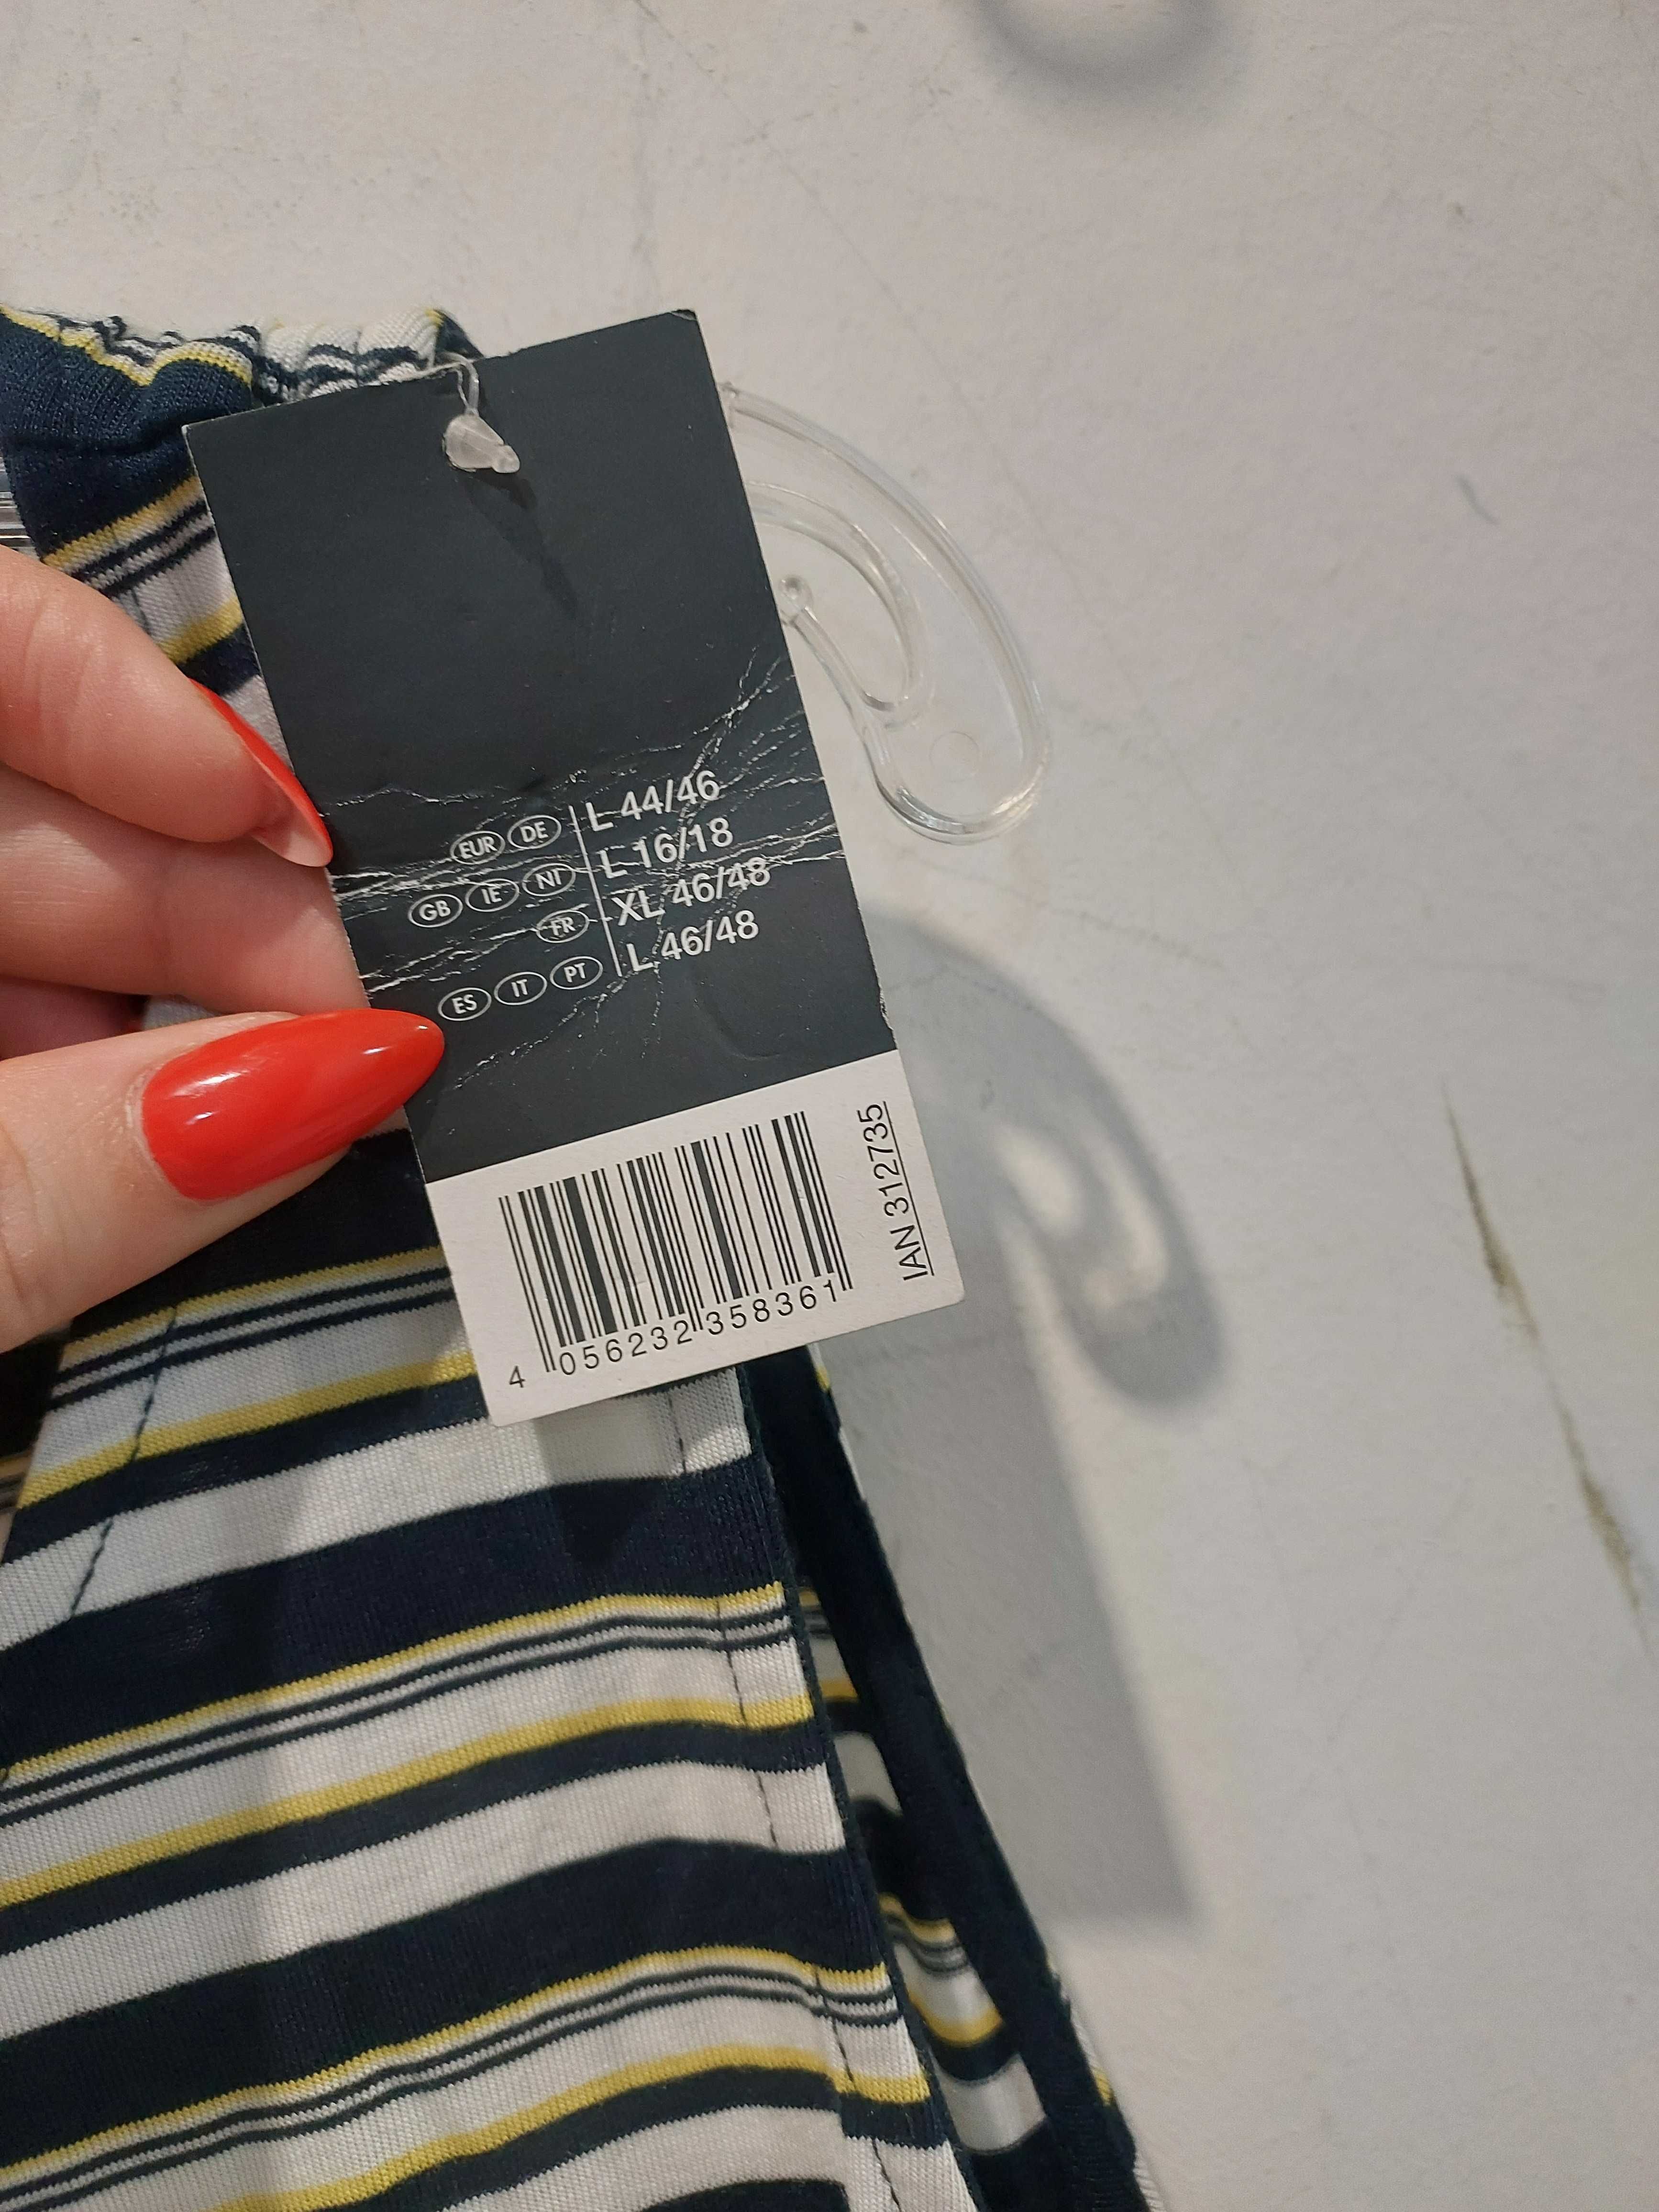 EUR DE L 44/46
GB IE NI L 16/18
FR XL 46/48
ES IT PT L 46/48
4 056232 358361
IAN 312735